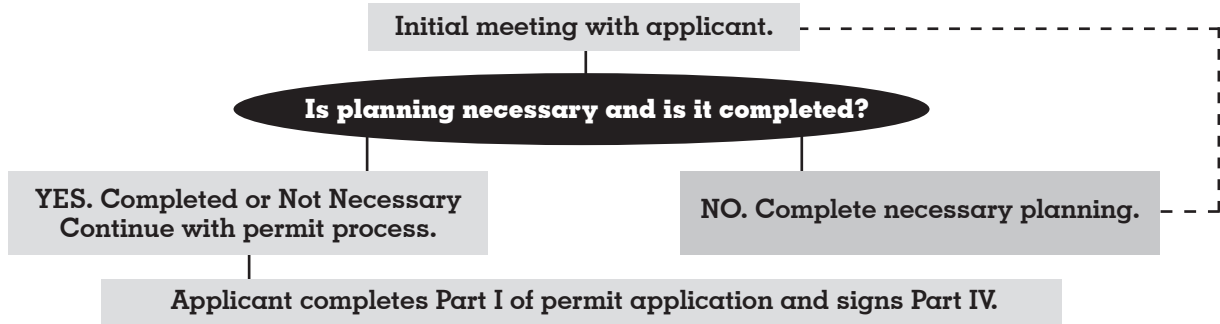 Initial meeting with applicant.
Is planning necessary and is it completed?
YES. Completed or Not Necessary
Continue with permit process.
NO. Complete necessary planning.
Applicant completes Part I of permit application and signs Part IV.